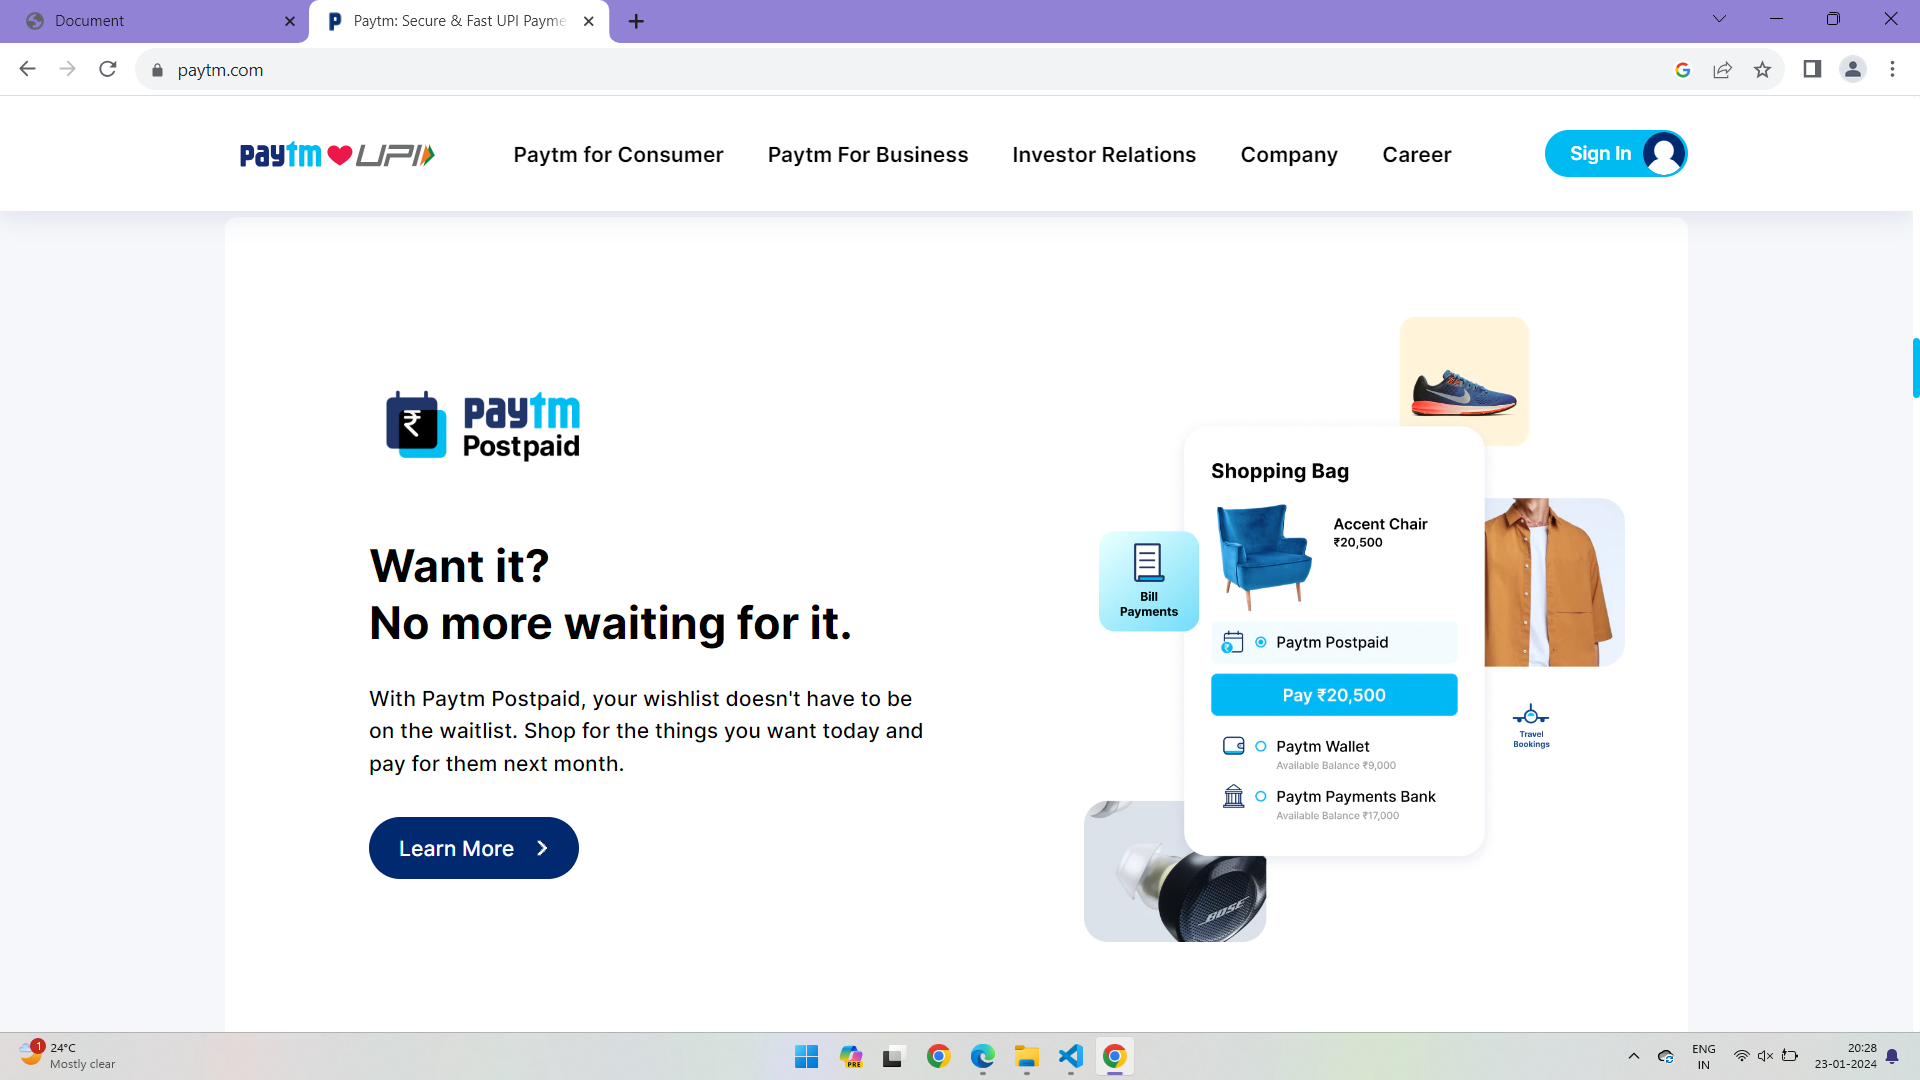 Document
Paytm: Secure & Fast UPI Payme
paytm.com
paytm UPI
Paytm for Consumer
Paytm For Business
Investor Relations
Company
Career
Sign In
paytm
Postpaid
Want it?
No more waiting for it.
With Paytm Postpaid, your wishlist doesn't have to be
on the waitlist. Shop for the things you want today and
pay for them next month.
Learn More
Shopping Bag
Accent Chair
₹20,500
Bill
Payments
Paytm Postpaid
Pay ₹20,500
Paytm Wallet
Available Balance ₹9,000
Paytm Payments Bank
Available Balance ₹17,000
Travel
Bookings
BOSE
1
24°C
Mostly clear
PRE
ENG
IN
20:28
23-01-2024